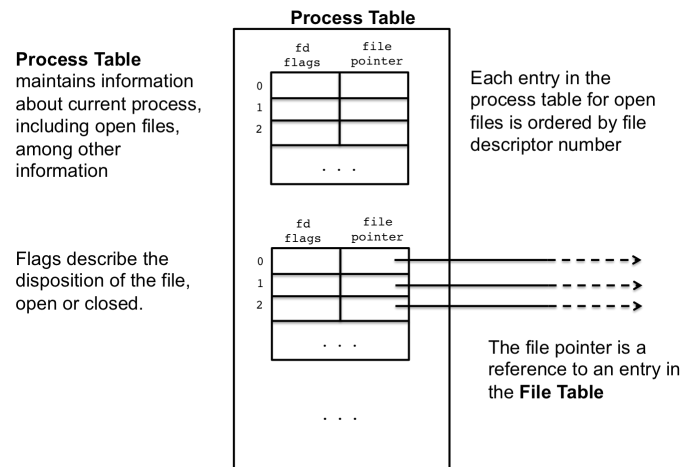 Process Table
Process Table
maintains information
about current process,
including open files,
among other
information
fd
flags
file
pointer
0
1
2
. . .
Each entry in the
process table for open
files is ordered by file
descriptor number
Flags describe the
disposition of the file,
open or closed.
fd
flags
file
pointer
0
1
2
. . .
The file pointer is a
reference to an entry in
the File Table
. . .